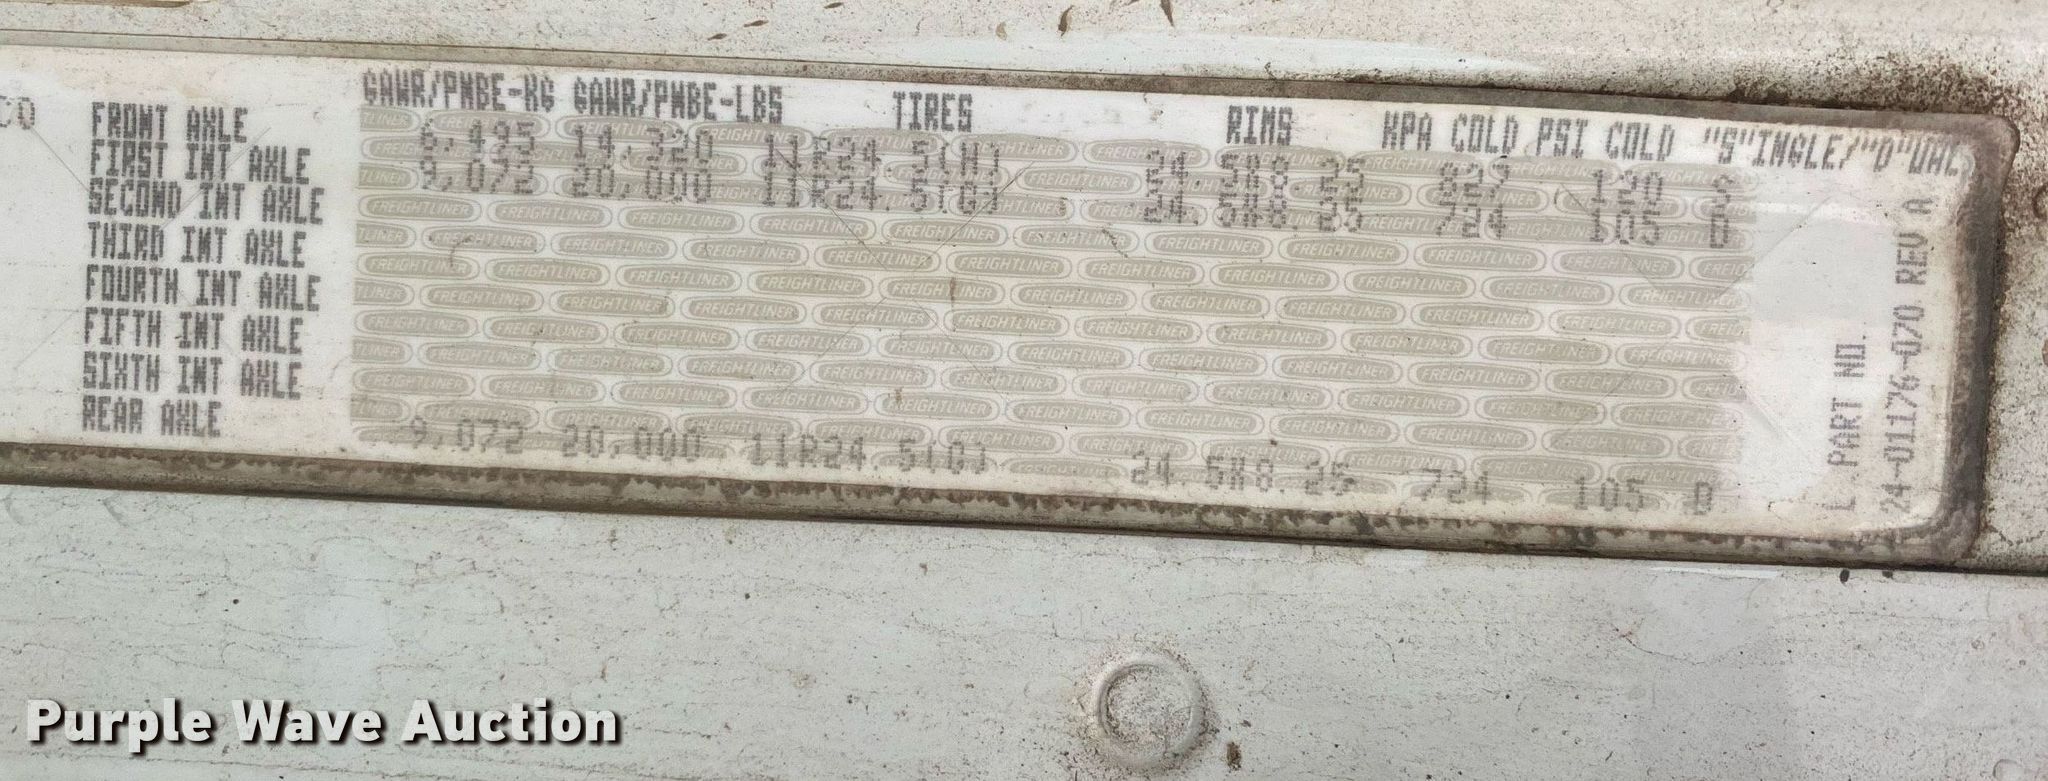 CO
GAWR/PNBE-KG GAWR/PNBE-LBS TIRES RIMS KPA COLD PSI COLD "S"INGLE/"D"UAL
FRONT AXLE 6,495 14,320 11R24.5(H) 24.5X8.25 827 120 S
FIRST INT AXLE 9,072 20,000 11R24.5(G) 24.5X8.25 724 105 D
SECOND INT AXLE
THIRD INT AXLE
FOURTH INT AXLE
FIFTH INT AXLE
SIXTH INT AXLE
REAR AXLE 9,072 20,000 11R24.5(G) 24.5X8.25 724 105 D
L PART NO.
24-01176-070 REV A
FREIGHTLINER
Purple Wave Auction